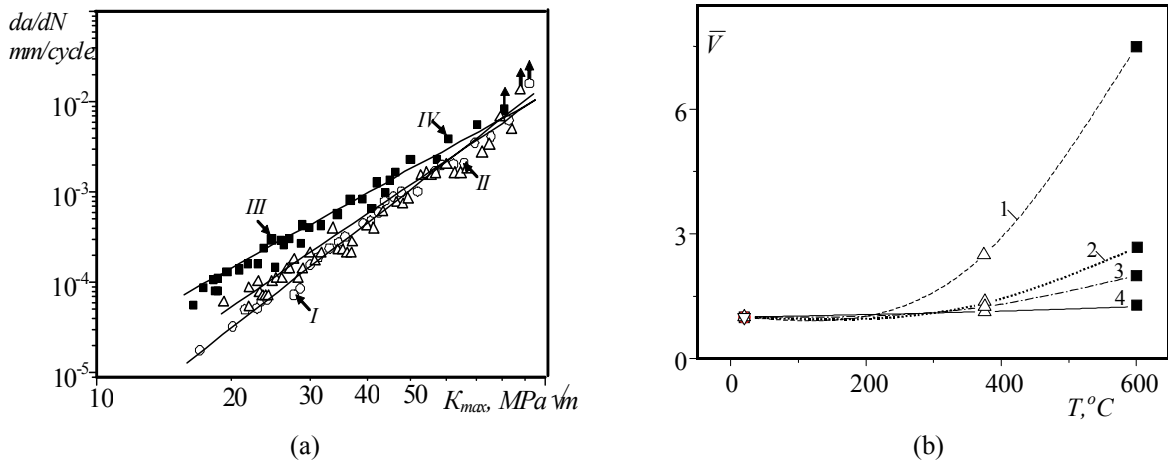 da/dN
mm/cycle
10⁻²
10⁻³
10⁻⁴
10⁻⁵
IV
II
III
I
10 20 30 40 50
K_max, MPa√m
(a)
V̅
6
3
0
1
2
3
4
0 200 400 600
T,°C
(b)